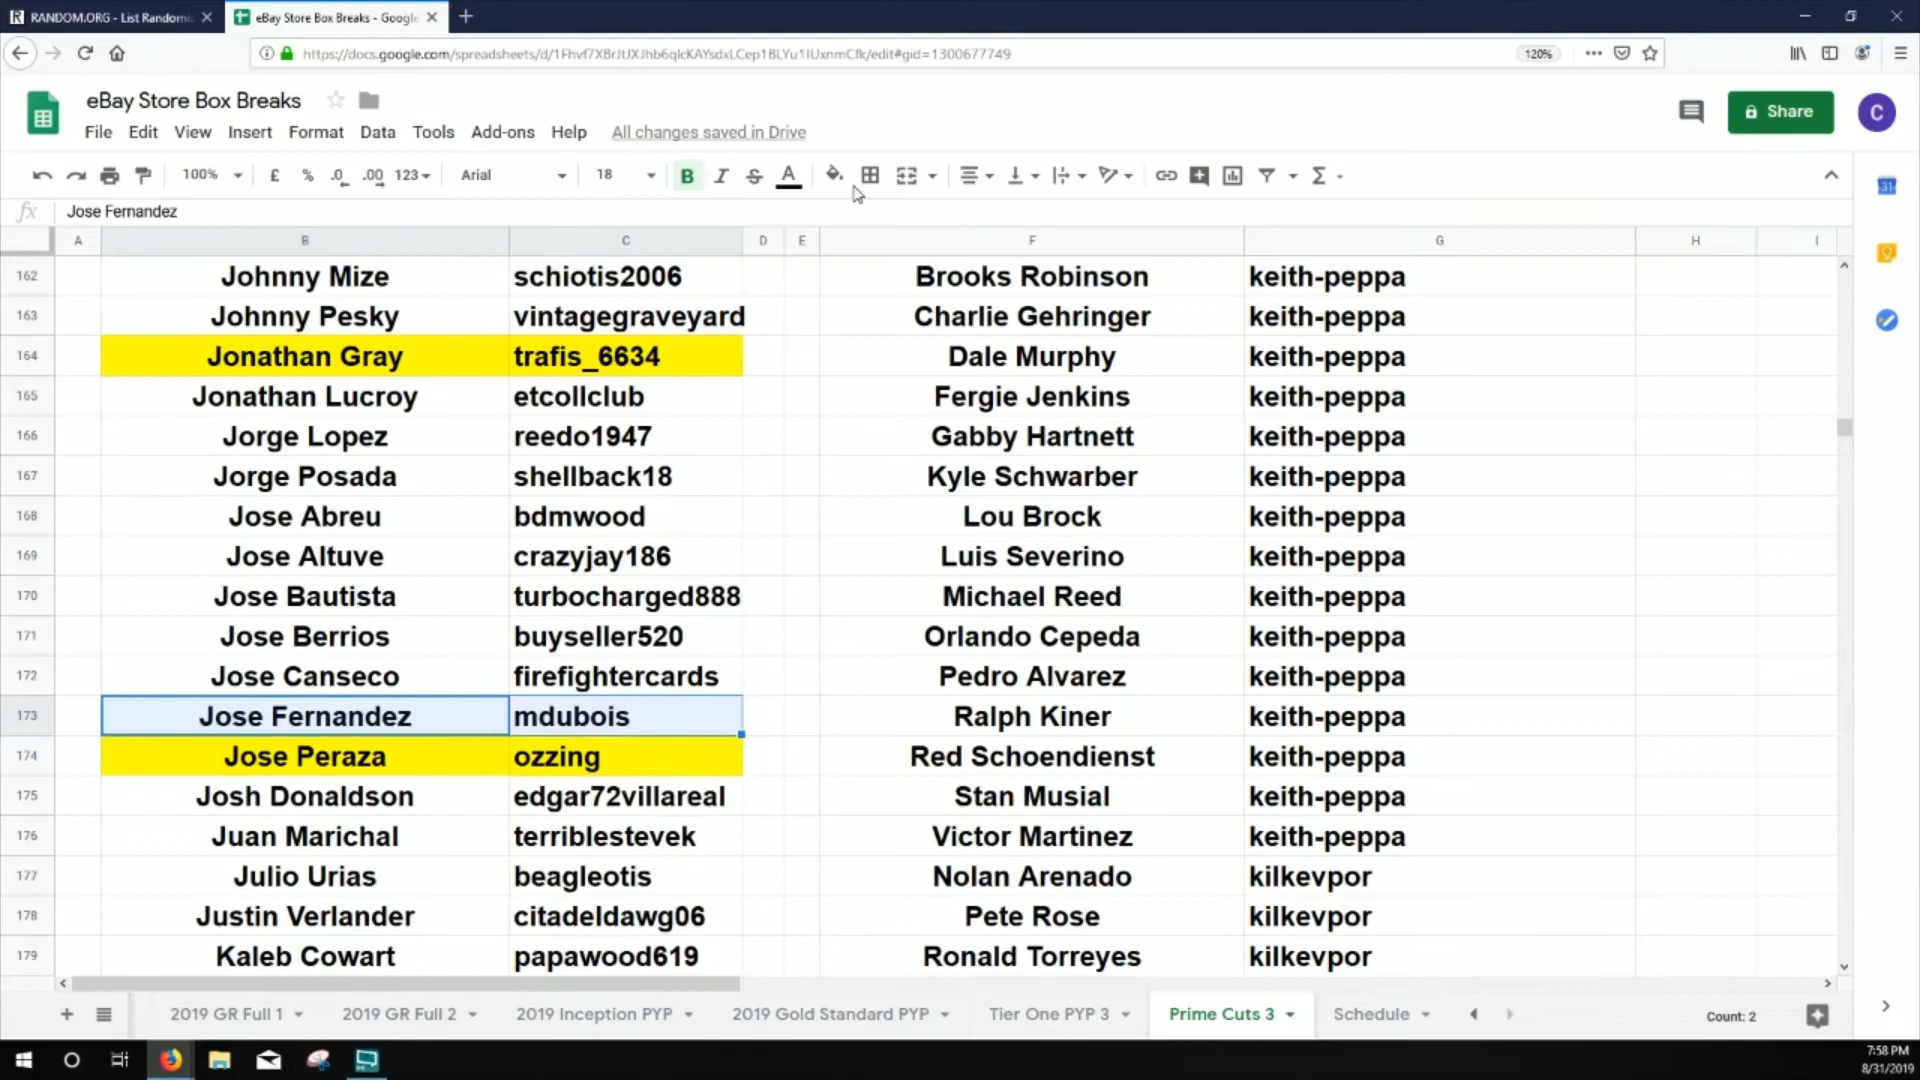 RANDOM.ORG - List Randomi
eBay Store Box Breaks - Google
https://docs.google.com/spreadsheets/d/1Fhvf7XBrJtJXJhb6qlcKAYsdxLCep1BLYu1IUxnmCfk/edit#gid=1300677749
120%
eBay Store Box Breaks
Share
C
File Edit View Insert Format Data Tools Add-ons Help All changes saved in Drive
100% £ % .0 .00 123 Arial 18 B I S A
fx Jose Fernandez
A B C D E F G H I
162 Johnny Mize schiotis2006 Brooks Robinson keith-peppa
163 Johnny Pesky vintagegraveyard Charlie Gehringer keith-peppa
164 Jonathan Gray trafis_6634 Dale Murphy keith-peppa
165 Jonathan Lucroy etcollclub Fergie Jenkins keith-peppa
166 Jorge Lopez reedo1947 Gabby Hartnett keith-peppa
167 Jorge Posada shellback18 Kyle Schwarber keith-peppa
168 Jose Abreu bdmwood Lou Brock keith-peppa
169 Jose Altuve crazyjay186 Luis Severino keith-peppa
170 Jose Bautista turbocharged888 Michael Reed keith-peppa
171 Jose Berrios buyseller520 Orlando Cepeda keith-peppa
172 Jose Canseco firefightercards Pedro Alvarez keith-peppa
173 Jose Fernandez mdubois Ralph Kiner keith-peppa
174 Jose Peraza ozzing Red Schoendienst keith-peppa
175 Josh Donaldson edgar72villareal Stan Musial keith-peppa
176 Juan Marichal terriblestevek Victor Martinez keith-peppa
177 Julio Urias beagleotis Nolan Arenado kilkevpor
178 Justin Verlander citadeldawg06 Pete Rose kilkevpor
179 Kaleb Cowart papawood619 Ronald Torreyes kilkevpor
2019 GR Full 1 2019 GR Full 2 2019 Inception PYP 2019 Gold Standard PYP Tier One PYP 3 Prime Cuts 3 Schedule Count: 2
7:58 PM
8/31/2019